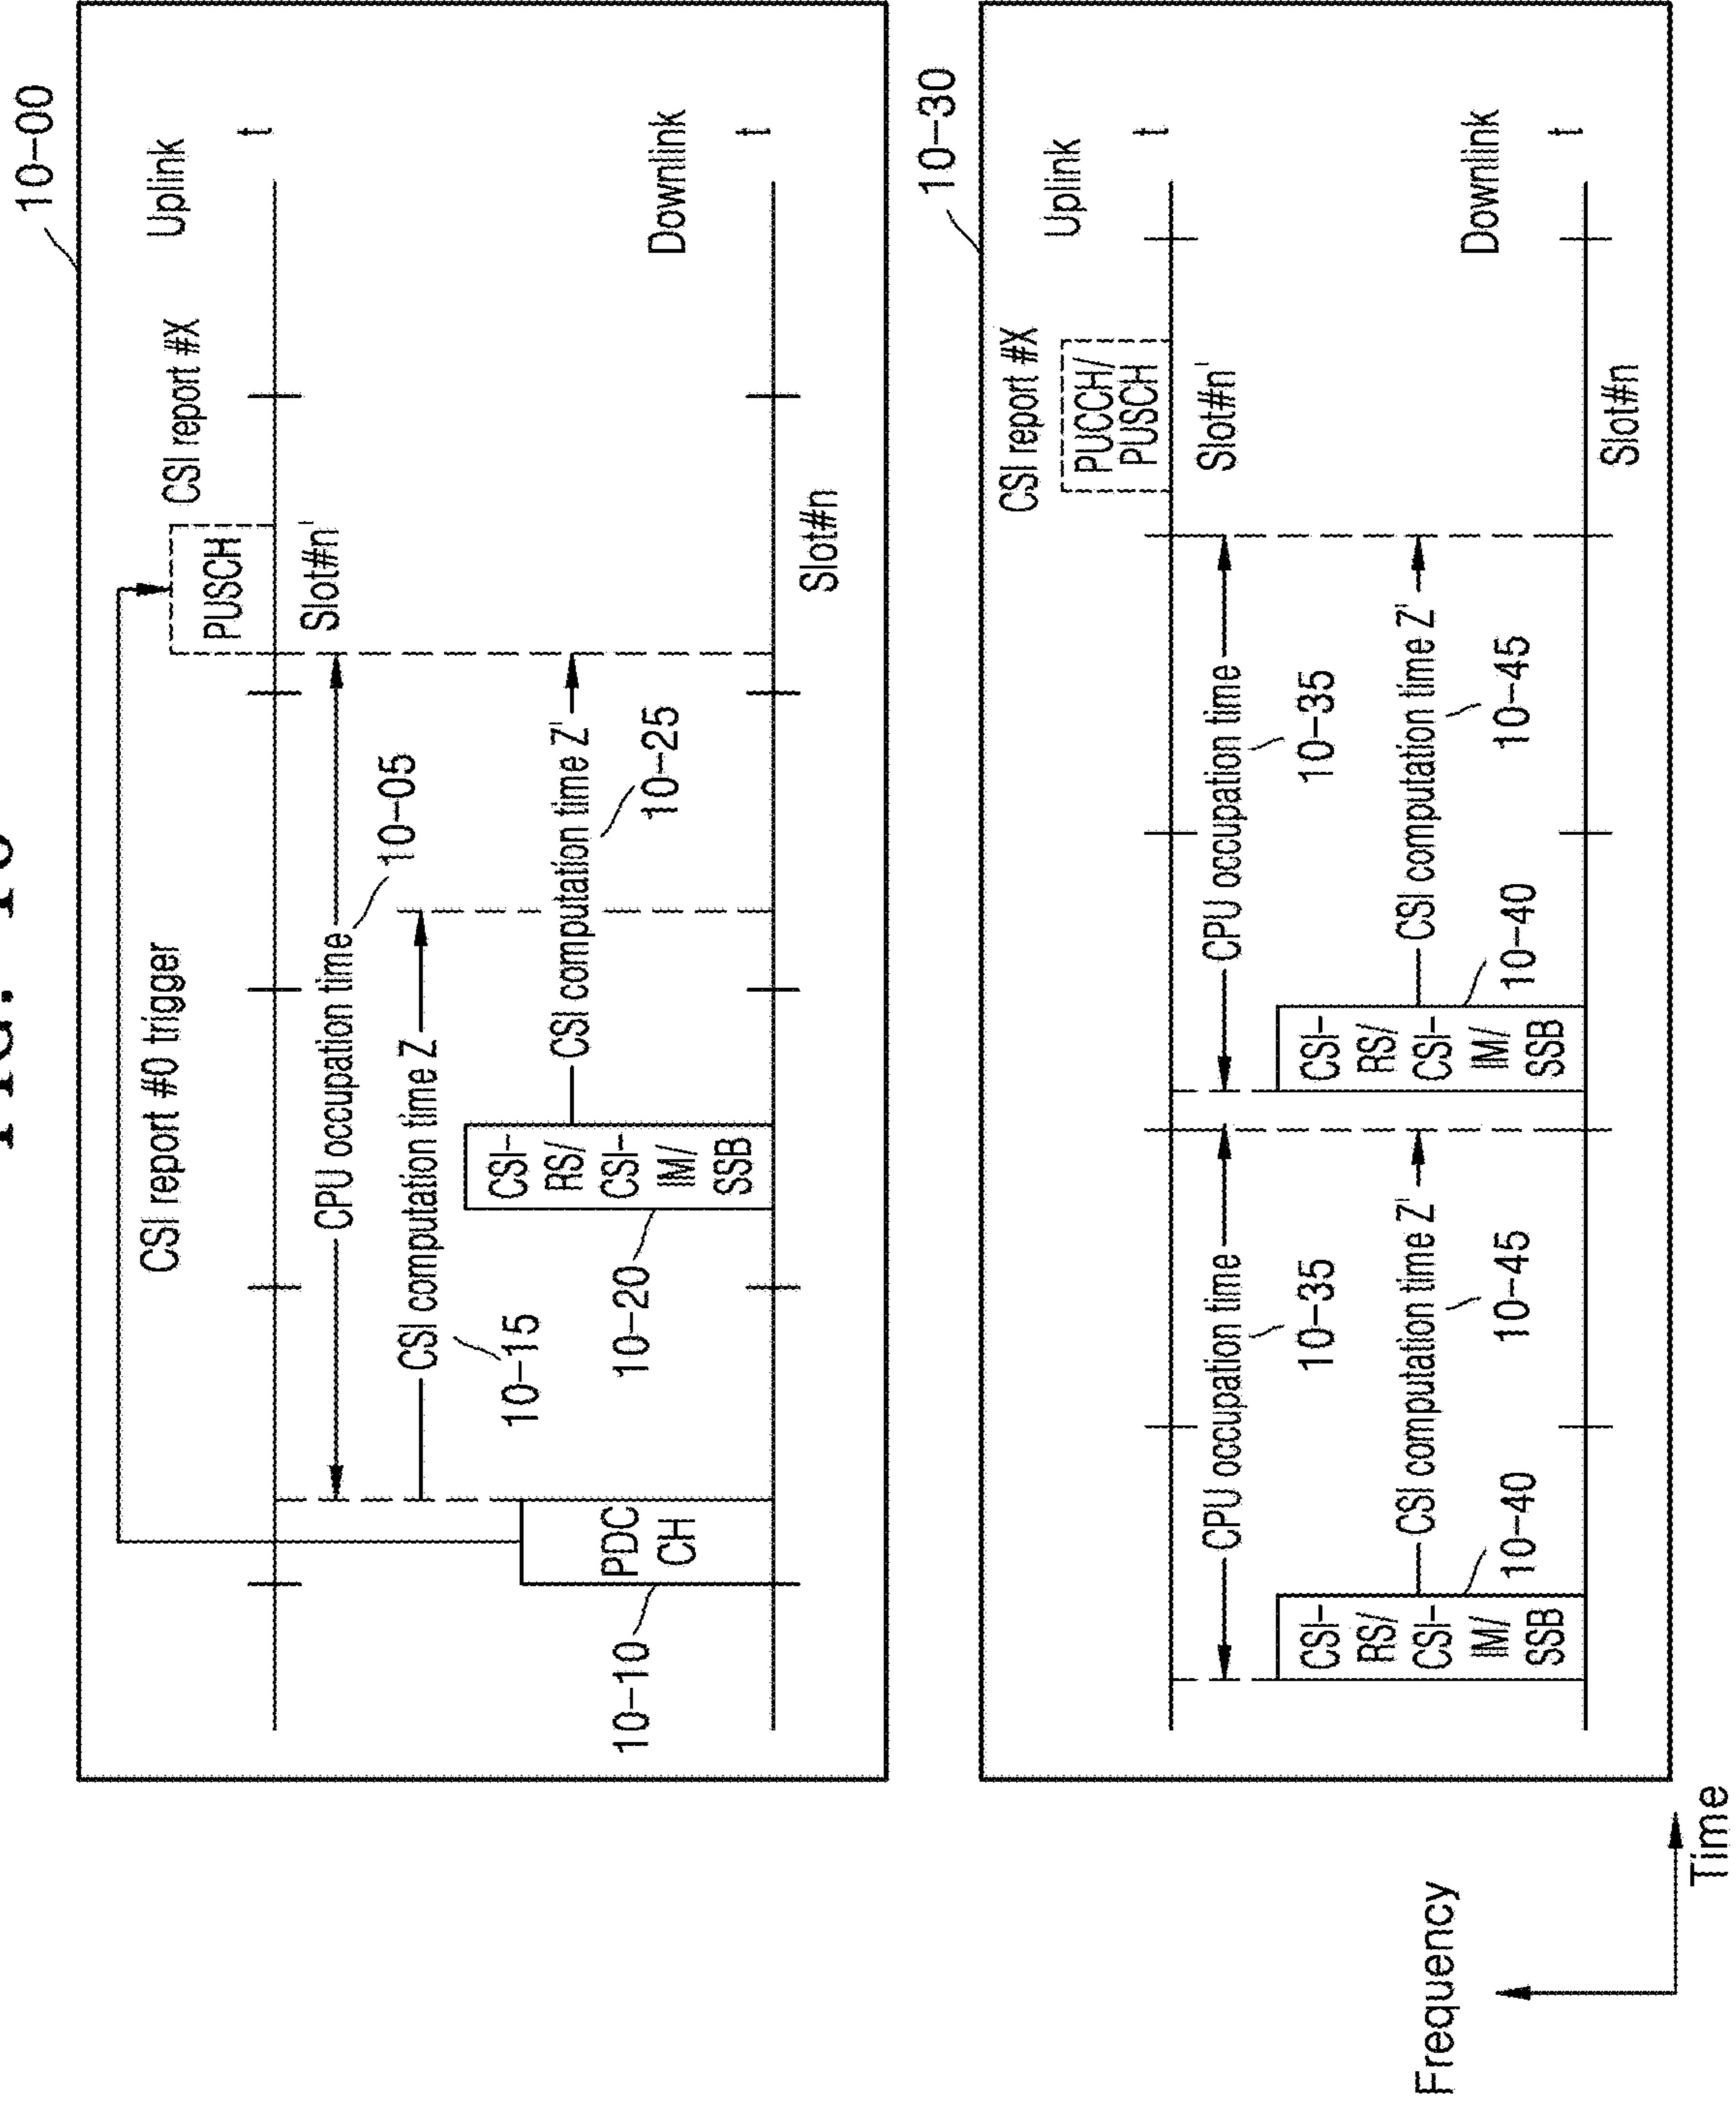 FIG. 10
10-00
Uplink
t
CSI report #0 trigger
CSI report #X
PUSCH
Slot#n'
CPU occupation time
10-05
CSI computation time Z
10-15
CSI-
RS/
CSI-
IM/
SSB
10-20
CSI computation time Z'
10-25
PDC
CH
10-10
Downlink
t
Slot#n
10-30
Uplink
t
CSI report #X
PUCCH/
PUSCH
Slot#n'
CPU occupation time
10-35
CPU occupation time
10-35
CSI-
RS/
CSI-
IM/
SSB
10-40
CSI computation time Z'
10-45
CSI-
RS/
CSI-
IM/
SSB
10-40
CSI computation time Z'
10-45
Downlink
t
Slot#n
Frequency
Time